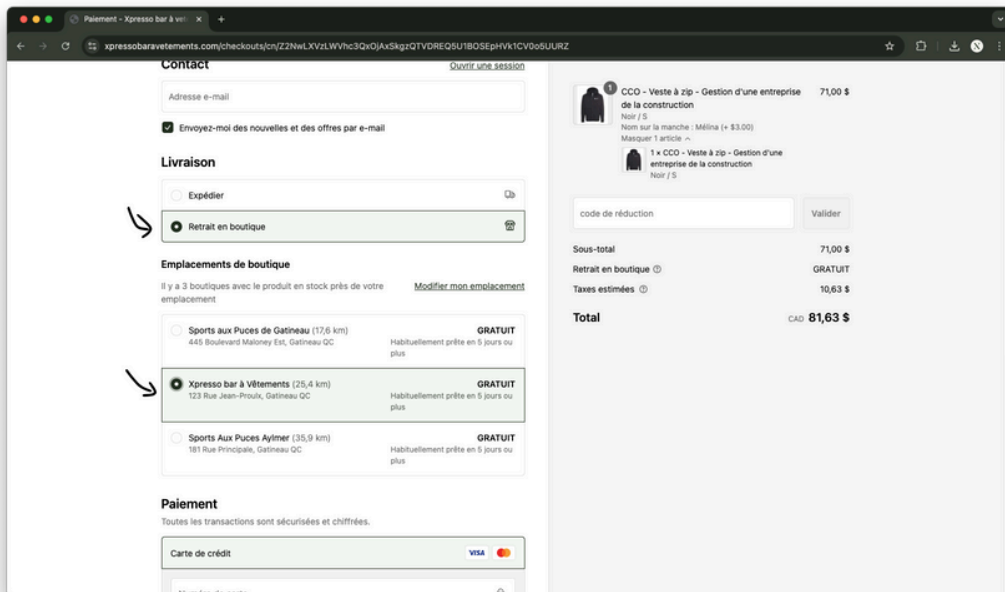 Paiement - Xpresso bar à vêt
xpressobaravetements.com/checkouts/cn/Z2NwLXVzLWVhc3QxOjAxSkgzQTVDREQ5U1BOSEpHVk1CV0o5UURZ
Contact
Ouvrir une session
Adresse e-mail
Envoyez-moi des nouvelles et des offres par e-mail
Livraison
Expédier
Retrait en boutique
Emplacements de boutique
Il y a 3 boutiques avec le produit en stock près de votre
emplacement
Modifier mon emplacement
Sports aux Puces de Gatineau (17,6 km)
GRATUIT
445 Boulevard Maloney Est, Gatineau QC
Habituellement prête en 5 jours ou
plus
Xpresso bar à Vêtements (25,4 km)
GRATUIT
123 Rue Jean-Proulx, Gatineau QC
Habituellement prête en 5 jours ou
plus
Sports Aux Puces Aylmer (35,9 km)
GRATUIT
181 Rue Principale, Gatineau QC
Habituellement prête en 5 jours ou
plus
Paiement
Toutes les transactions sont sécurisées et chiffrées.
Carte de crédit
VISA
1
CCO - Veste à zip - Gestion d'une entreprise
de la construction
71,00 $
Noir / S
Nom sur la manche : Mélina (+ $3.00)
Masquer 1 article
1 × CCO - Veste à zip - Gestion d'une
entreprise de la construction
Noir / S
code de réduction
Valider
Sous-total
71,00 $
Retrait en boutique
GRATUIT
Taxes estimées
10,63 $
Total
CAD 81,63 $